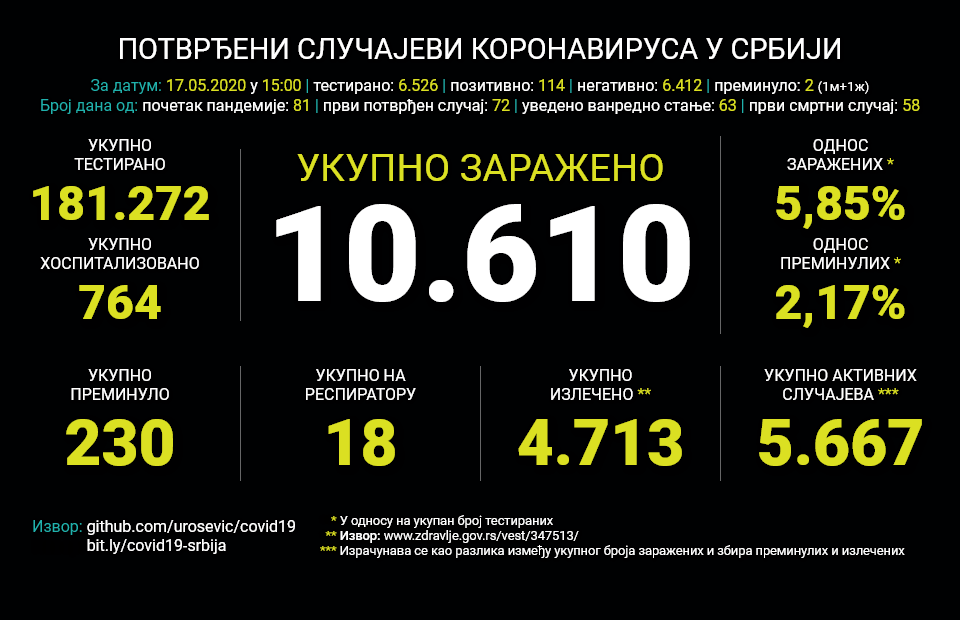 ПОТВРЂЕНИ СЛУЧАЈЕВИ КОРОНАВИРУСА У СРБИЈИ
За датум: 17.05.2020 у 15:00 | тестирано: 6.526 | позитивно: 114 | негативно: 6.412 | преминуло: 2 (1м+1ж)
Број дана од: почетак пандемије: 81 | први потврђен случај: 72 | уведено ванредно стање: 63 | први смртни случај: 58
УКУПНО
ТЕСТИРАНО
181.272
УКУПНО
ХОСПИТАЛИЗОВАНО
764
УКУПНО ЗАРАЖЕНО
10.610
ОДНОС
ЗАРАЖЕНИХ *
5,85%
ОДНОС
ПРЕМИНУЛИХ *
2,17%
УКУПНО
ПРЕМИНУЛО
230
УКУПНО НА
РЕСПИРАТОРУ
18
УКУПНО
ИЗЛЕЧЕНО **
4.713
УКУПНО АКТИВНИХ
СЛУЧАЈЕВА ***
5.667
Извор: github.com/urosevic/covid19
bit.ly/covid19-srbija
* У односу на укупан број тестираних
** Извор: www.zdravlje.gov.rs/vest/347513/
*** Израчунава се као разлика између укупног броја заражених и збира преминулих и излечених